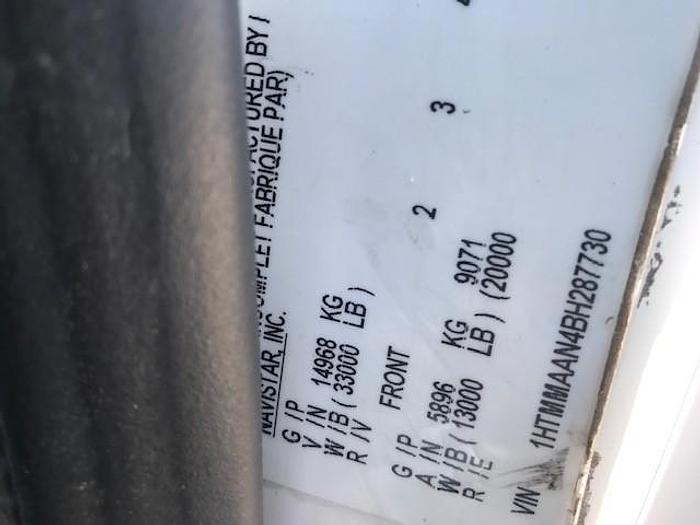 BY I
FABRIQUE PAR)
NAVISTAR, INC.
G /P
V /N 14968 KG
W /B ( 33000 LB )
R /V
FRONT 2 3
G /P
A /N 5896 KG 9071
W /B ( 13000 LB ) ( 20000
R /E
VIN 1HTMMAAN4BH287730